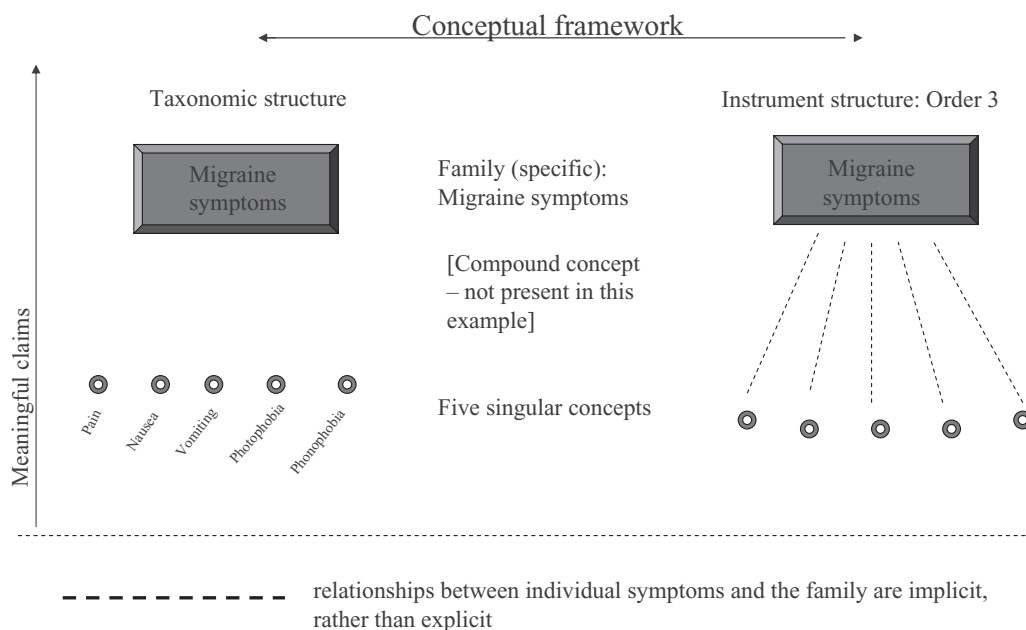 Conceptual framework
Taxonomic structure
Instrument structure: Order 3
Migraine
symptoms
Family (specific):
Migraine symptoms
Migraine
symptoms
[Compound concept
– not present in this
example]
Meaningful claims
Five singular concepts
Pain
Nausea
Vomiting
Photophobia
Phonophobia
relationships between individual symptoms and the family are implicit,
rather than explicit